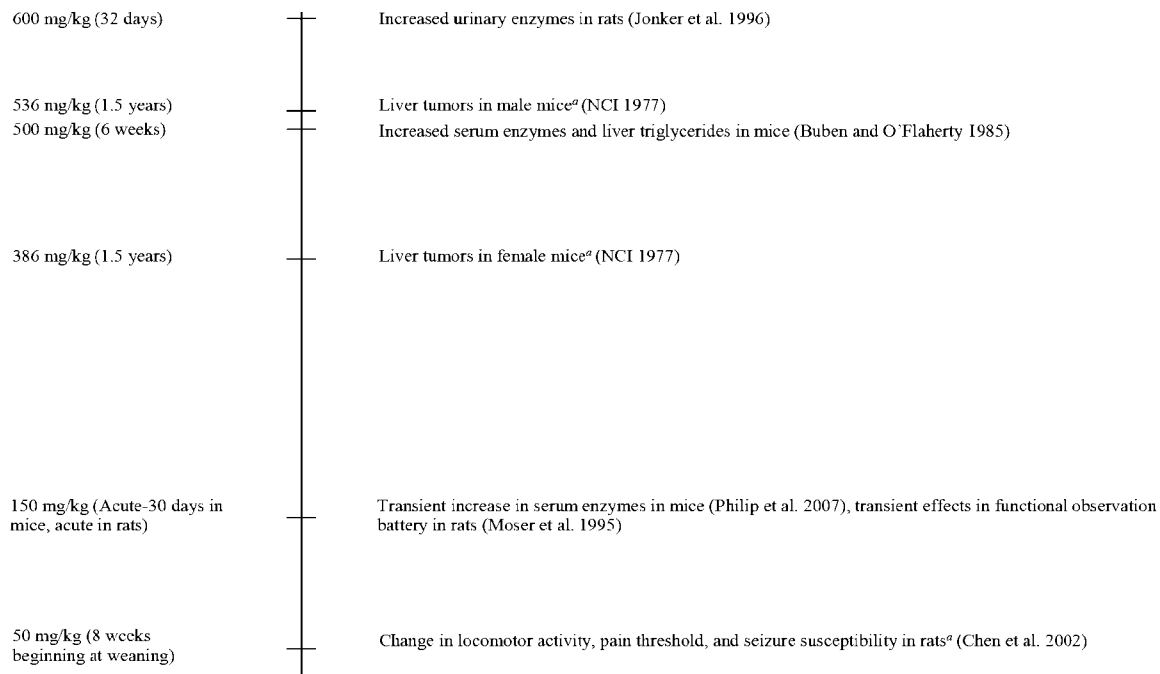 600 mg/kg (32 days) Increased urinary enzymes in rats (Jonker et al. 1996)
536 mg/kg (1.5 years) Liver tumors in male miceᵃ (NCI 1977)
500 mg/kg (6 weeks) Increased serum enzymes and liver triglycerides in mice (Buben and O'Flaherty 1985)
386 mg/kg (1.5 years) Liver tumors in female miceᵃ (NCI 1977)
150 mg/kg (Acute-30 days in Transient increase in serum enzymes in mice (Philip et al. 2007), transient effects in functional observation
mice, acute in rats) battery in rats (Moser et al. 1995)
50 mg/kg (8 weeks Change in locomotor activity, pain threshold, and seizure susceptibility in ratsᵃ (Chen et al. 2002)
beginning at weaning)